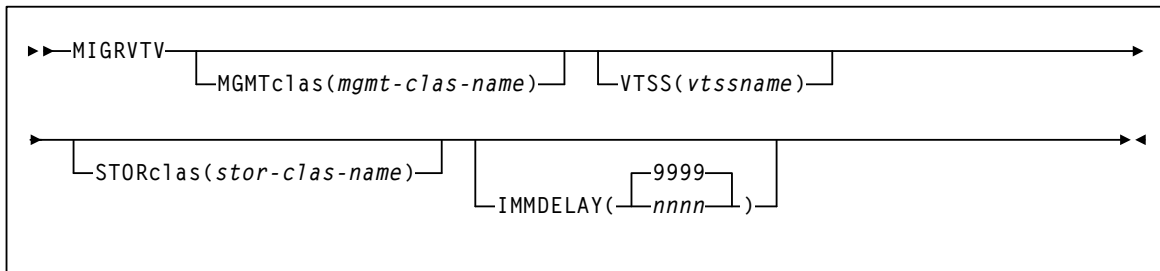 MIGRVTV
MGMTclas(mgmt-clas-name)
VTSS(vtssname)
STORclas(stor-clas-name)
9999
IMMDELAY( nnnn )